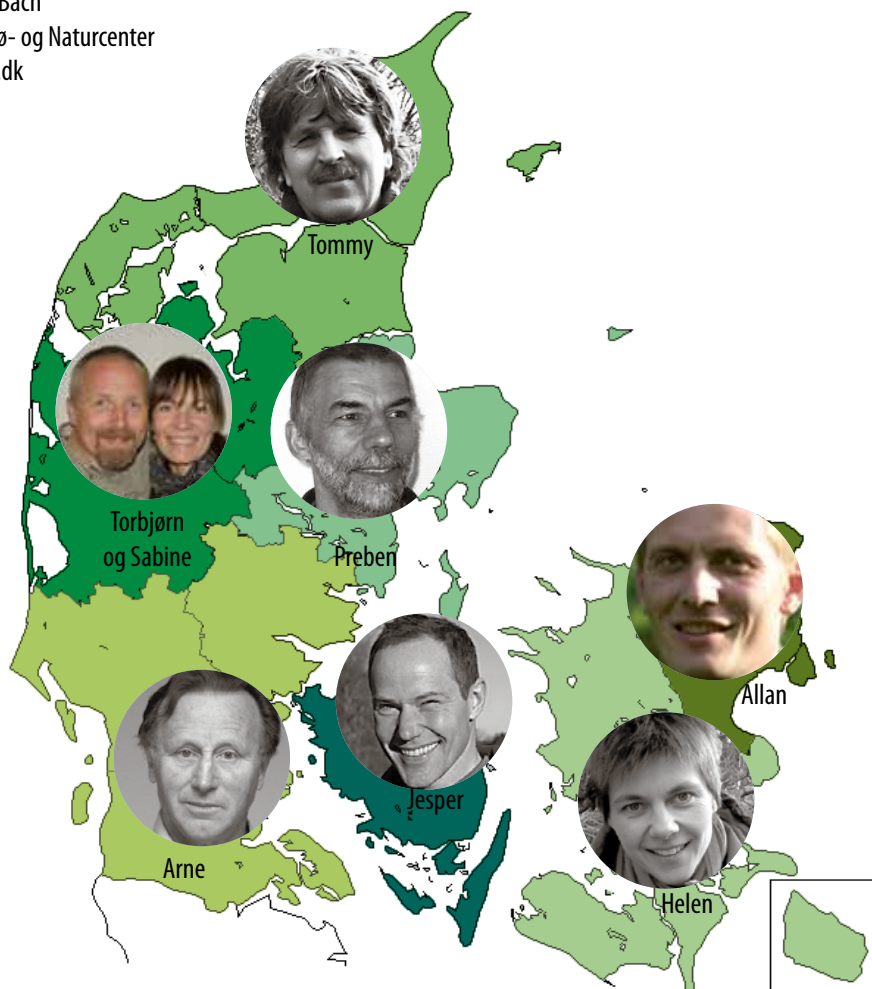 Bach
ø- og Naturcenter
dk
Tommy
Torbjørn
og Sabine
Preben
Allan
Jesper
Arne
Helen